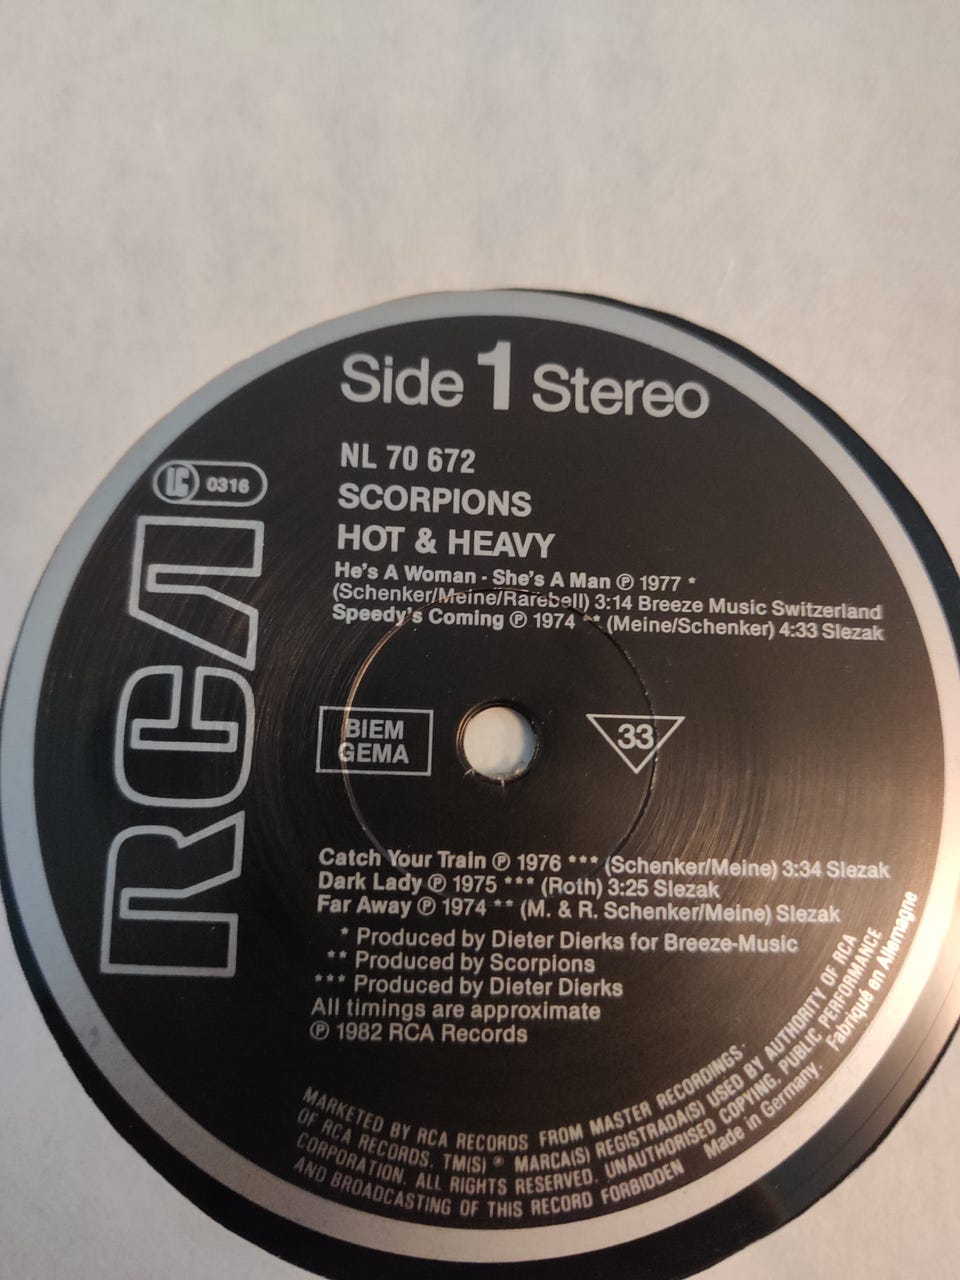 Side 1 Stereo
NL 70 672
LC 0316
SCORPIONS
HOT & HEAVY
He's A Woman - She's A Man ℗ 1977 *
(Schenker/Meine/Rarebell) 3:14 Breeze Music Switzerland
Speedy's Coming ℗ 1974 ** (Meine/Schenker) 4:33 Slezak
RCA
BIEM
GEMA
33
Catch Your Train ℗ 1976 *** (Schenker/Meine) 3:34 Slezak
Dark Lady ℗ 1975 *** (Roth) 3:25 Slezak
Far Away ℗ 1974 ** (M. & R. Schenker/Meine) Slezak
* Produced by Dieter Dierks for Breeze-Music
** Produced by Scorpions
*** Produced by Dieter Dierks
All timings are approximate
℗ 1982 RCA Records
MARKETED BY RCA RECORDS FROM MASTER RECORDINGS.
OF RCA RECORDS. TM(S) ® MARCA(S) REGISTRADA(S) USED BY AUTHORITY OF RCA
CORPORATION. ALL RIGHTS RESERVED. UNAUTHORISED COPYING, PUBLIC PERFORMANCE
AND BROADCASTING OF THIS RECORD FORBIDDEN Made in Germany. Fabriqué en Allemagne